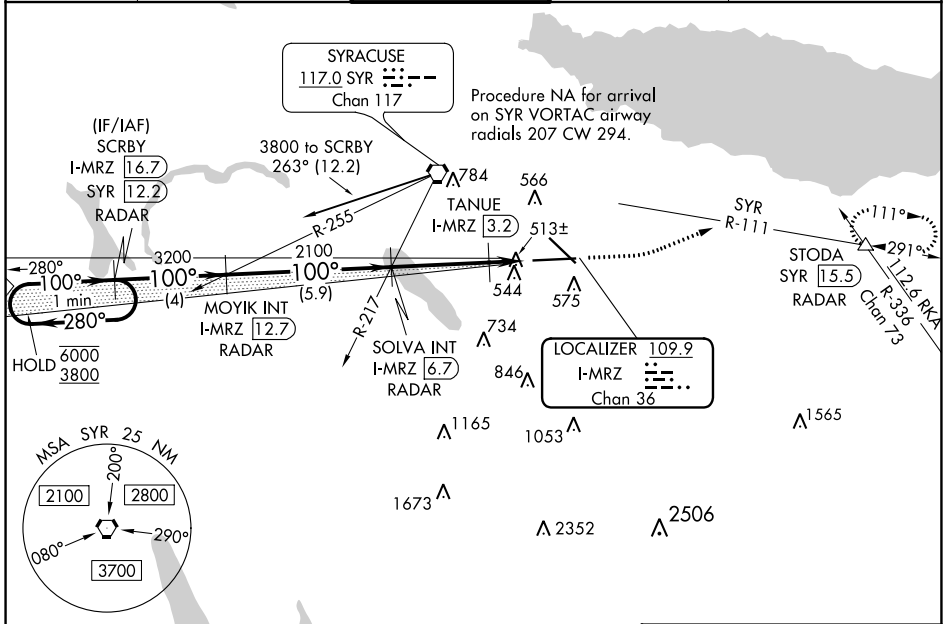 SYRACUSE
117.0 SYR
Chan 117
Procedure NA for arrival
on SYR VORTAC airway
radials 207 CW 294.
(IF/IAF)
SCRBY
I-MRZ 16.7
SYR 12.2
RADAR
3800 to SCRBY
263° (12.2)
R-255
784
566
TANUE
I-MRZ 3.2
513±
SYR
R-111
111°
291°
STODA
SYR 15.5
RADAR
112.6 RKA
R-336
Chan 73
280°
100°
1 min
280°
3200
100°
(4)
2100
100°
(5.9)
544
575
HOLD 6000
3800
MOYIK INT
I-MRZ 12.7
RADAR
R-217
SOLVA INT
I-MRZ 6.7
RADAR
734
846
LOCALIZER 109.9
I-MRZ
Chan 36
1165
1053
1565
1673
2352
2506
MSA SYR 25 NM
200°
2100
2800
080°
290°
3700